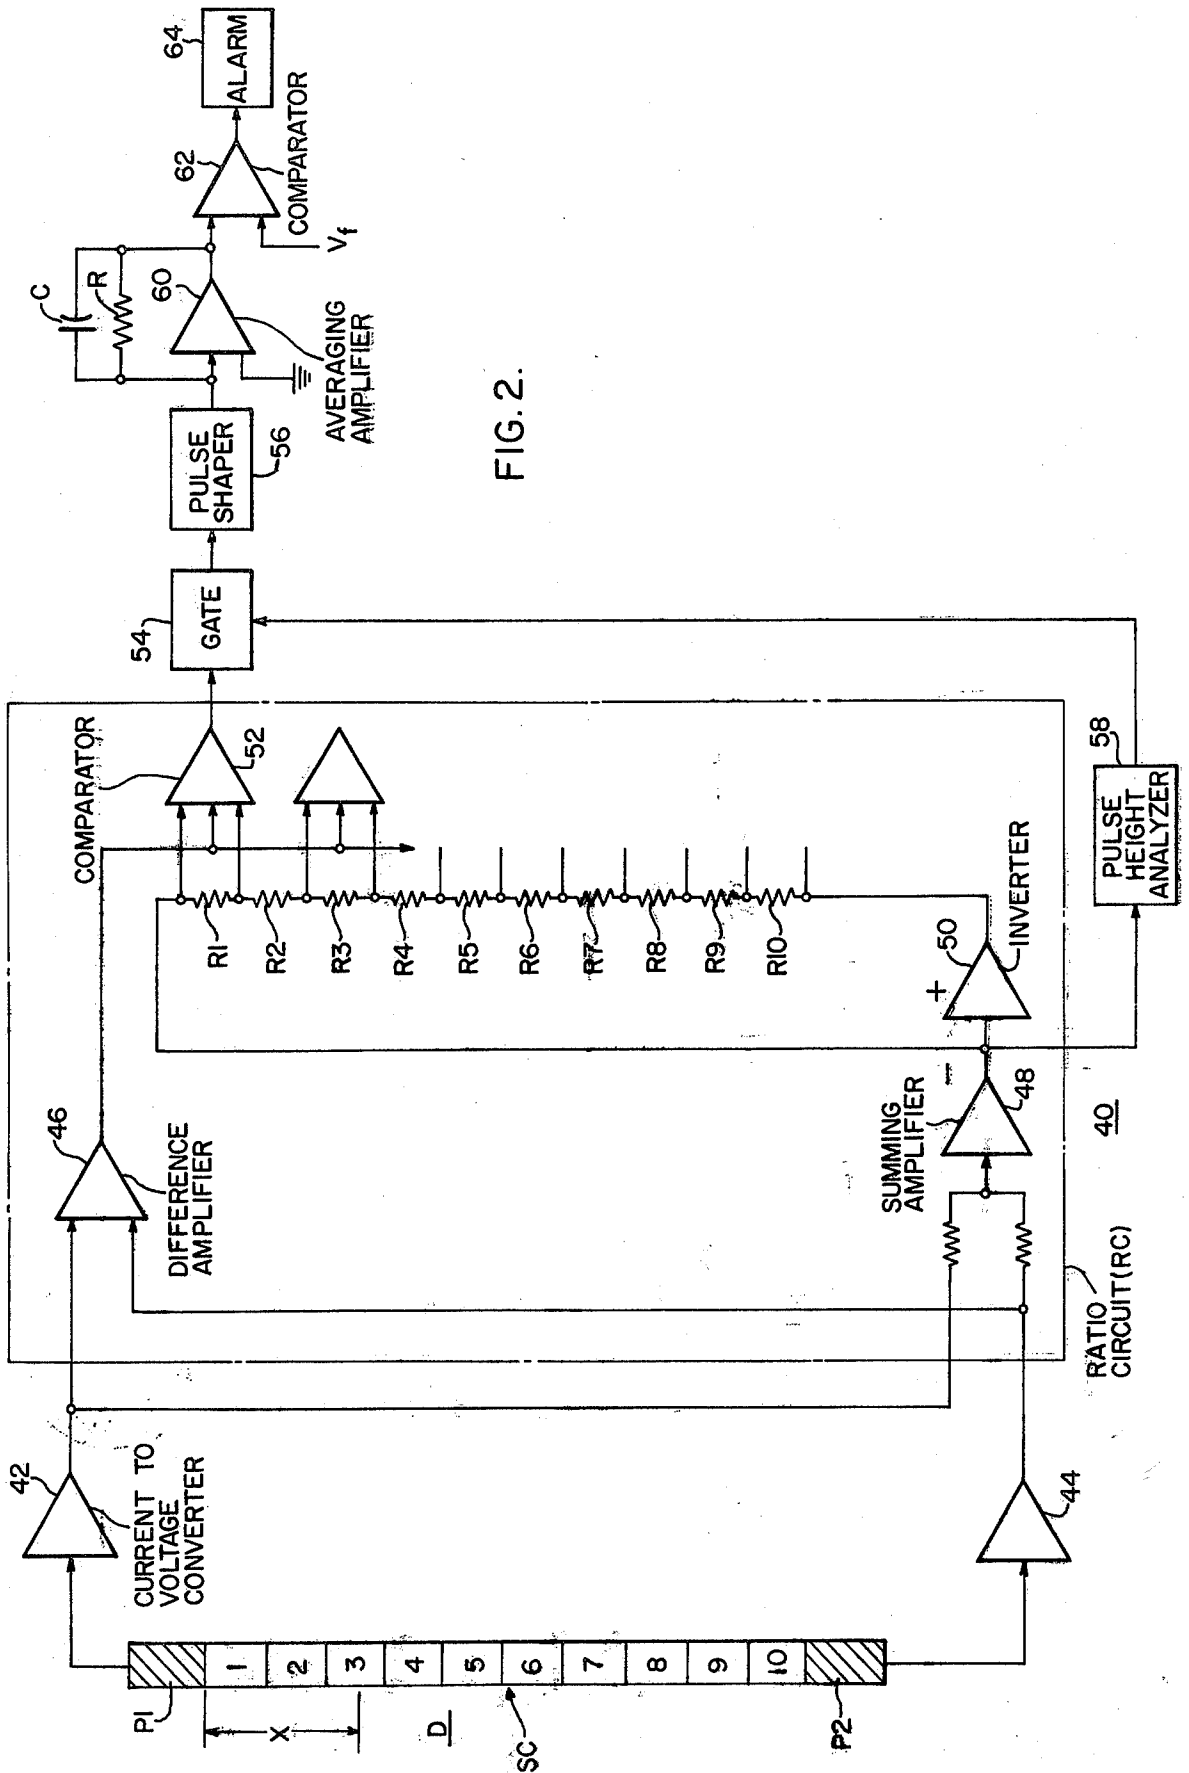 P1
1
2
3
4
5
6
7
8
9
10
P2
X
D
SC
42
CURRENT TO
VOLTAGE
CONVERTER
44
46
DIFFERENCE
AMPLIFIER
SUMMING
AMPLIFIER
48
RATIO
CIRCUIT(RC)
40
−
+
50
INVERTER
R1
R2
R3
R4
R5
R6
R7
R8
R9
R10
COMPARATOR
52
PULSE
HEIGHT
ANALYZER
58
54
GATE
PULSE
SHAPER
56
C
R
60
AVERAGING
AMPLIFIER
62
COMPARATOR
Vf
64
ALARM
FIG. 2.